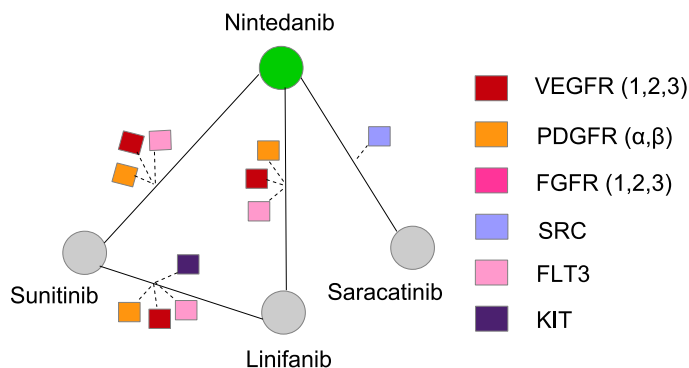 Nintedanib
VEGFR (1,2,3)
PDGFR (α,β)
FGFR (1,2,3)
SRC
FLT3
KIT
Sunitinib
Saracatinib
Linifanib